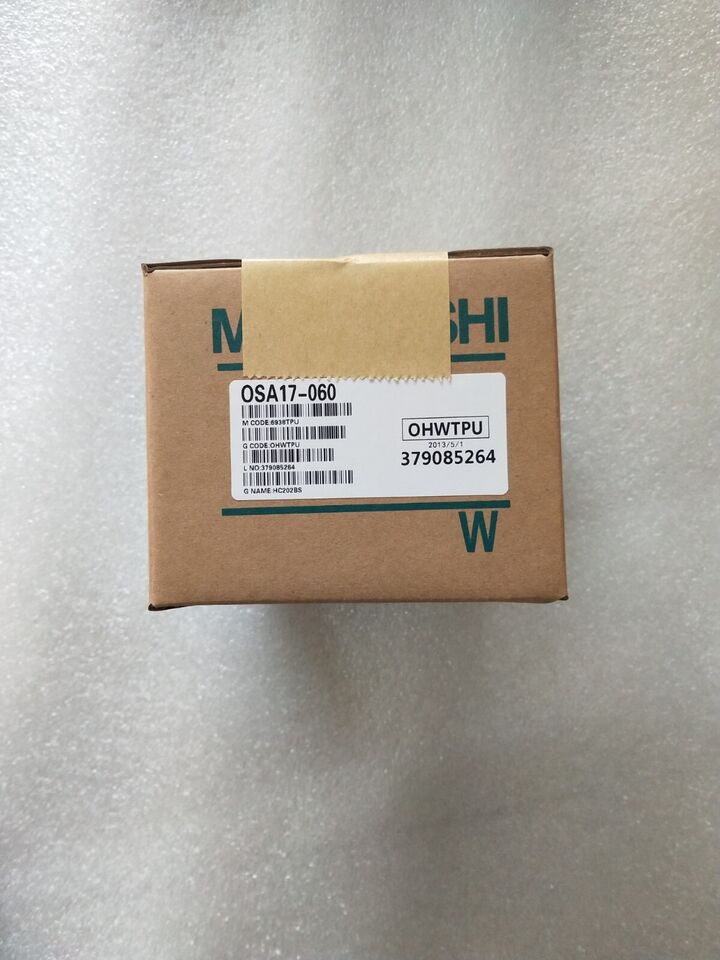 M SHI
OSA17-060
M CODE:6938TPU
G CODE:OHWTPU
L NO:379085264
G NAME:HC202BS
OHWTPU
2013/5/1
379085264
W